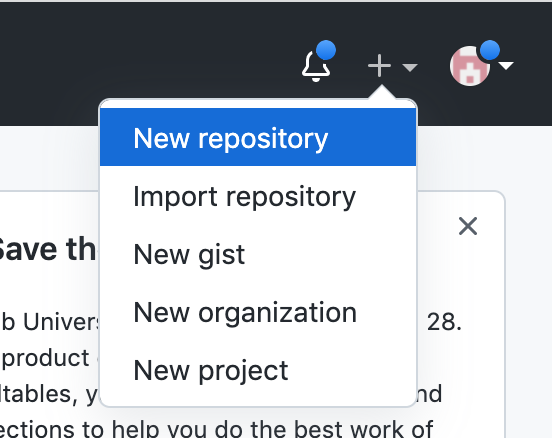 New repository
Import repository
New gist
New organization
New project
Save th
b Univers
28.
product
ltables, y
nd
ections to help you do the best work of